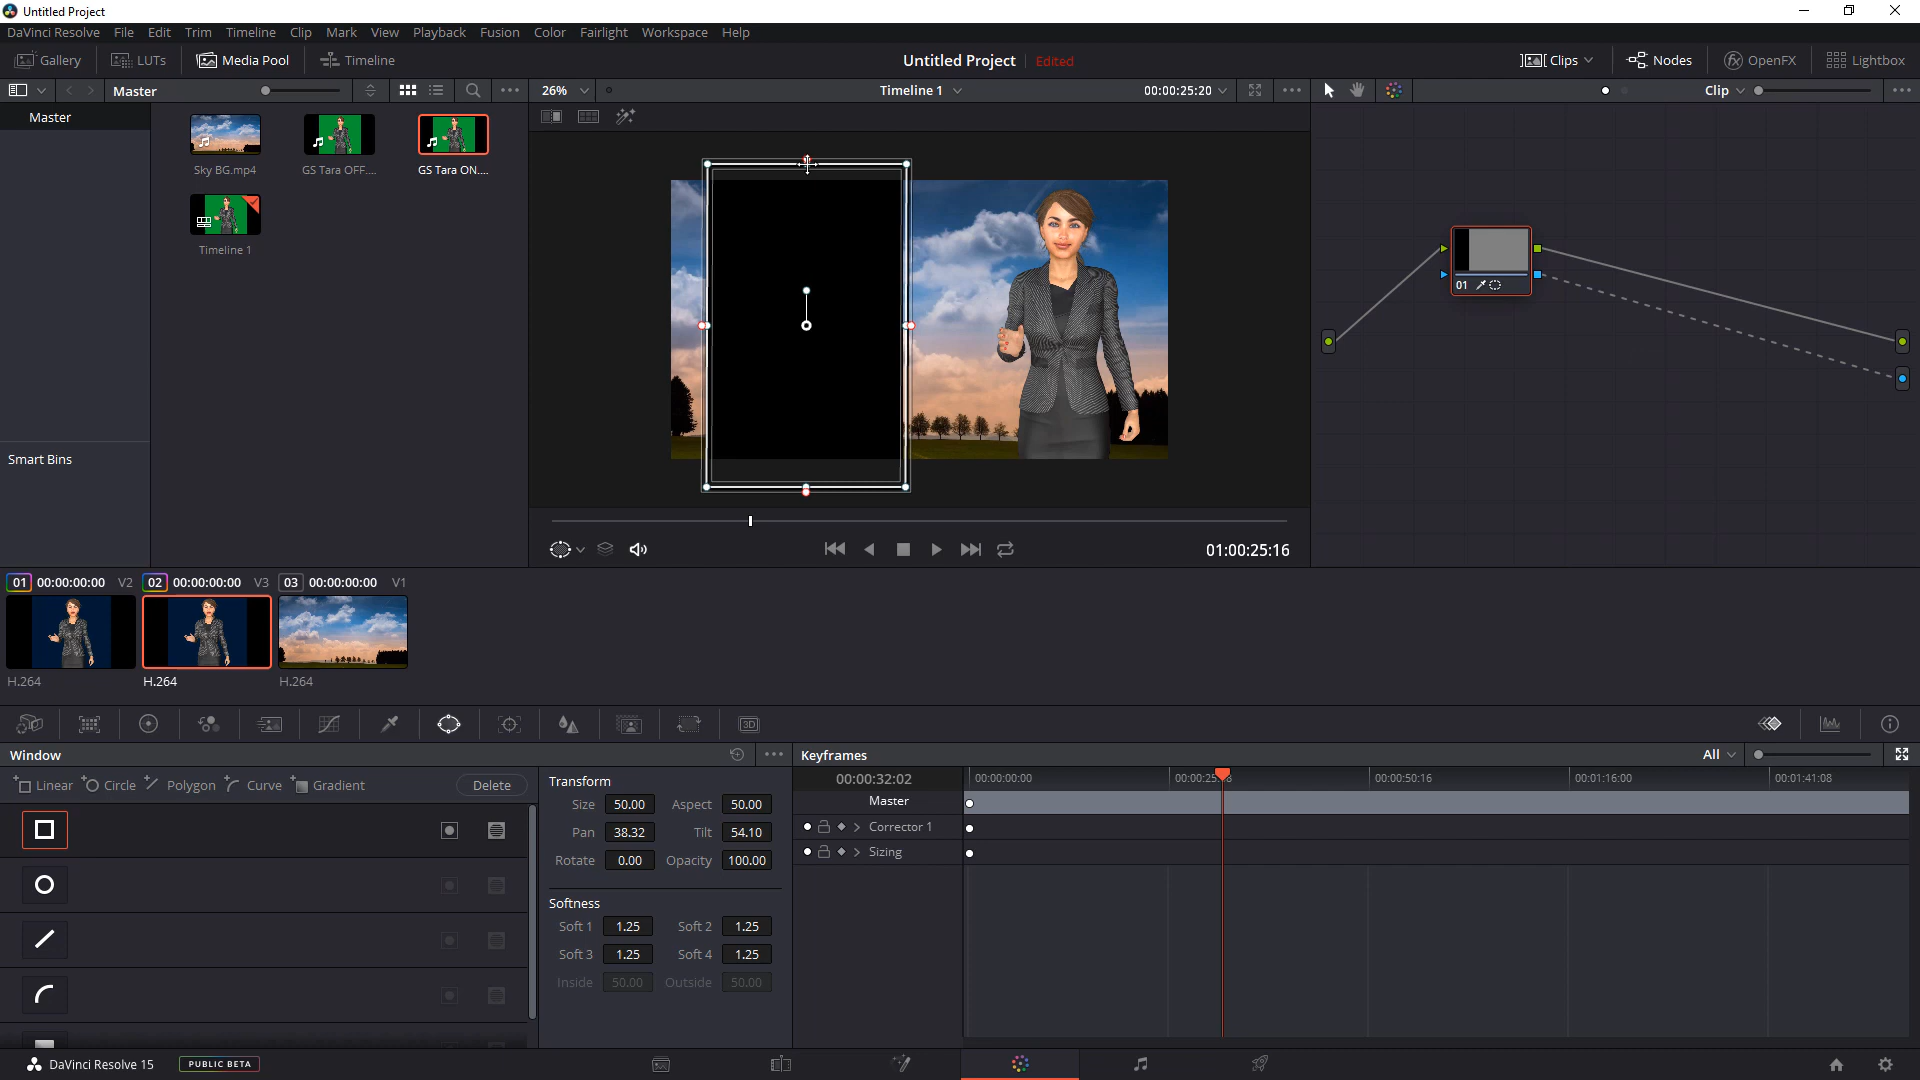 Untitled Project
DaVinci Resolve File Edit Trim Timeline Clip Mark View Playback Fusion Color Fairlight Workspace Help
Gallery LUTs Media Pool Timeline Untitled Project Edited Clips Nodes OpenFX Lightbox
Master 26% Timeline 1 00:00:25:20 Clip
Master
Sky BG.mp4 GS Tara OFF.... GS Tara ON....
Timeline 1
01
Smart Bins
01:00:25:16
01 00:00:00:00 V2 02 00:00:00:00 V3 03 00:00:00:00 V1
H.264 H.264 H.264
3D
Window Keyframes All
Linear Circle Polygon Curve Gradient Delete
Transform
Size 50.00 Aspect 50.00
Pan 38.32 Tilt 54.10
Rotate 0.00 Opacity 100.00
Softness
Soft 1 1.25 Soft 2 1.25
Soft 3 1.25 Soft 4 1.25
Inside 50.00 Outside 50.00
00:00:32:02 00:00:00:00 00:00:50:16 00:01:16:00 00:01:41:08
Master
Corrector 1
Sizing
DaVinci Resolve 15 PUBLIC BETA